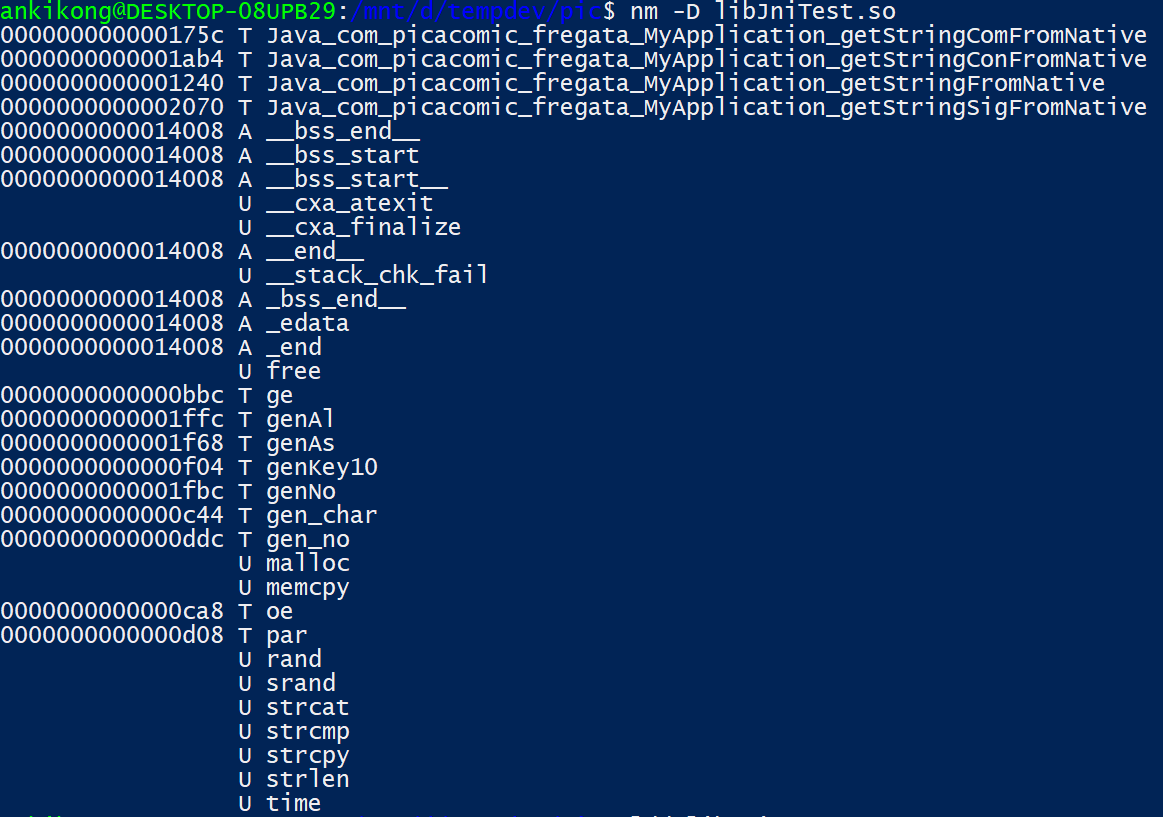 ankikong@DESKTOP-08UPB29:/mnt/d/tempdev/pic$ nm -D libJniTest.so
000000000000175c T Java_com_picacomic_fregata_MyApplication_getStringComFromNative
0000000000001ab4 T Java_com_picacomic_fregata_MyApplication_getStringConFromNative
0000000000001240 T Java_com_picacomic_fregata_MyApplication_getStringFromNative
0000000000002070 T Java_com_picacomic_fregata_MyApplication_getStringSigFromNative
0000000000014008 A __bss_end__
0000000000014008 A __bss_start
0000000000014008 A __bss_start__
U __cxa_atexit
U __cxa_finalize
0000000000014008 A __end__
U __stack_chk_fail
0000000000014008 A _bss_end__
0000000000014008 A _edata
0000000000014008 A _end
U free
0000000000000bbc T ge
0000000000001ffc T genAl
0000000000001f68 T genAs
0000000000000f04 T genKey10
0000000000001fbc T genNo
0000000000000c44 T gen_char
0000000000000ddc T gen_no
U malloc
U memcpy
0000000000000ca8 T oe
0000000000000d08 T par
U rand
U srand
U strcat
U strcmp
U strcpy
U strlen
U time